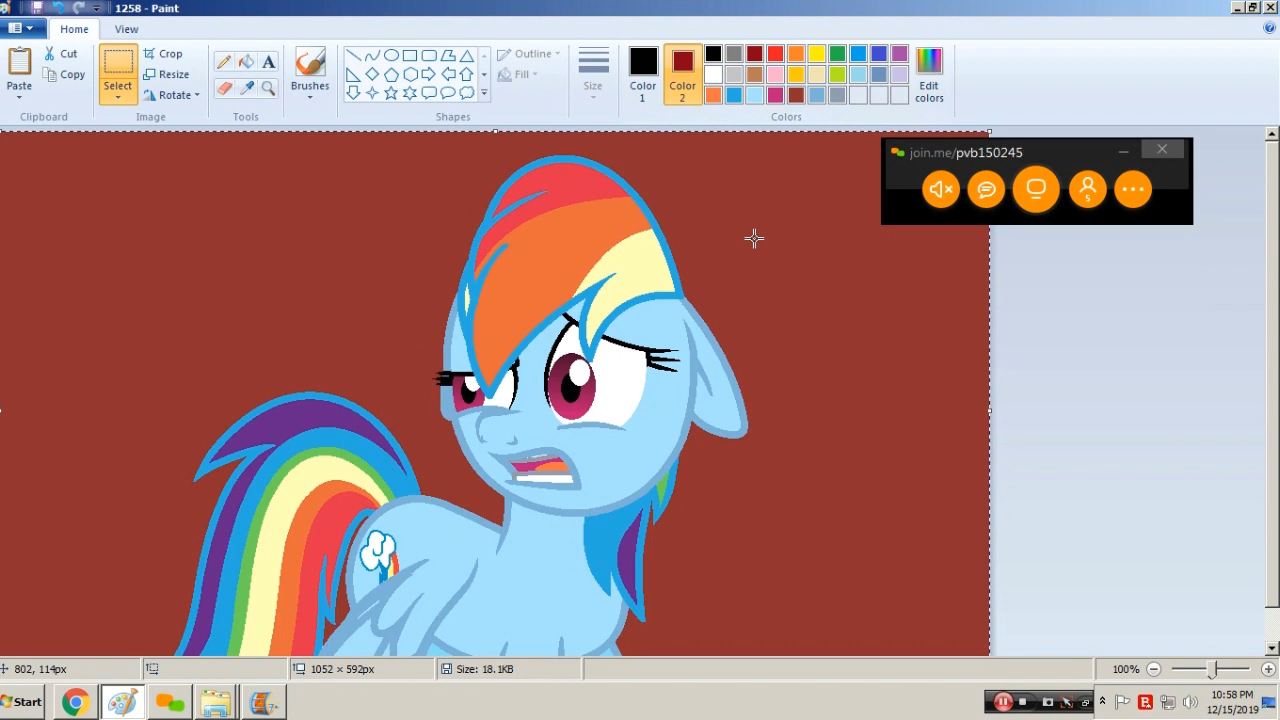 1258 - Paint
Home View
Paste
Cut
Copy
Clipboard
Select
Crop
Resize
Rotate
Image
A
Tools
Brushes
Outline
Fill
Shapes
Size
Color 1
Color 2
Edit colors
Colors
join.me/pvb150245
5
802, 114px
1052 × 592px
Size: 18.1KB
100%
Start
10:58 PM
12/15/2019